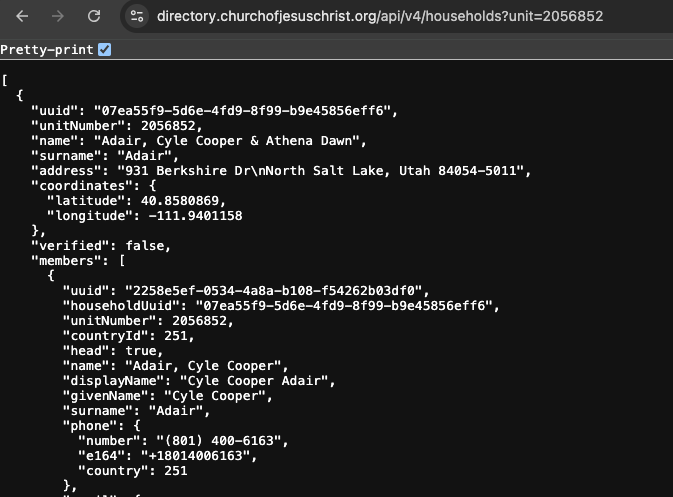 directory.churchofjesuschrist.org/api/v4/households?unit=2056852
Pretty-print
[
  {
    "uuid": "07ea55f9-5d6e-4fd9-8f99-b9e45856eff6",
    "unitNumber": 2056852,
    "name": "Adair, Cyle Cooper & Athena Dawn",
    "surname": "Adair",
    "address": "931 Berkshire Dr\nNorth Salt Lake, Utah 84054-5011",
    "coordinates": {
      "latitude": 40.8580869,
      "longitude": -111.9401158
    },
    "verified": false,
    "members": [
      {
        "uuid": "2258e5ef-0534-4a8a-b108-f54262b03df0",
        "householdUuid": "07ea55f9-5d6e-4fd9-8f99-b9e45856eff6",
        "unitNumber": 2056852,
        "countryId": 251,
        "head": true,
        "name": "Adair, Cyle Cooper",
        "displayName": "Cyle Cooper Adair",
        "givenName": "Cyle Cooper",
        "surname": "Adair",
        "phone": {
          "number": "(801) 400-6163",
          "e164": "+18014006163",
          "country": 251
        },